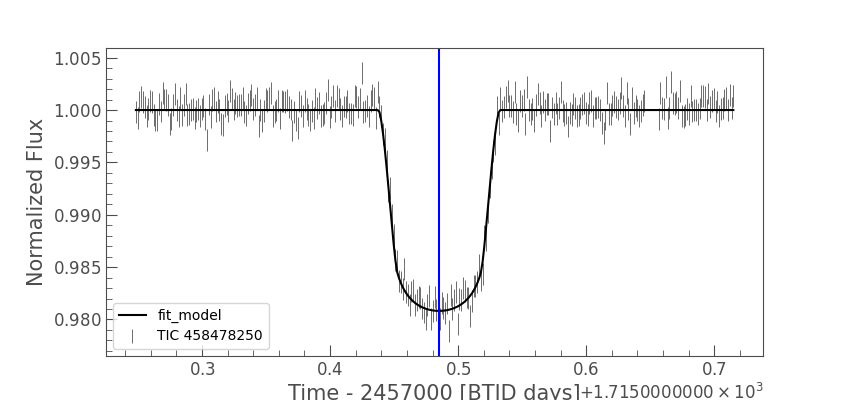 1.005
1.000
0.995
0.990
0.985
0.980
Normalized Flux
fit_model
TIC 458478250
0.3 0.4 0.5 0.6 0.7
Time - 2457000 [BTJD days] +1.7150000000 × 10³